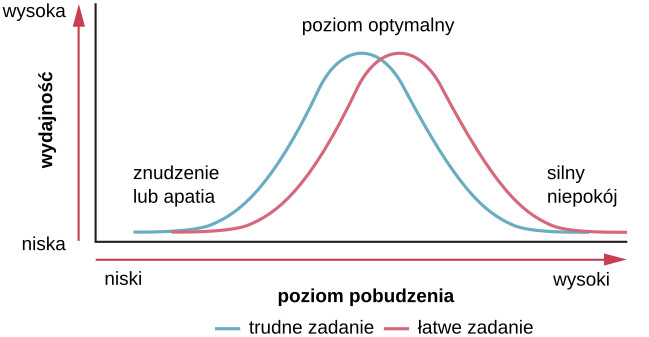 wysoka
poziom optymalny
wydajność
znudzenie
lub apatia
silny
niepokój
niska
niski
wysoki
poziom pobudzenia
trudne zadanie
łatwe zadanie